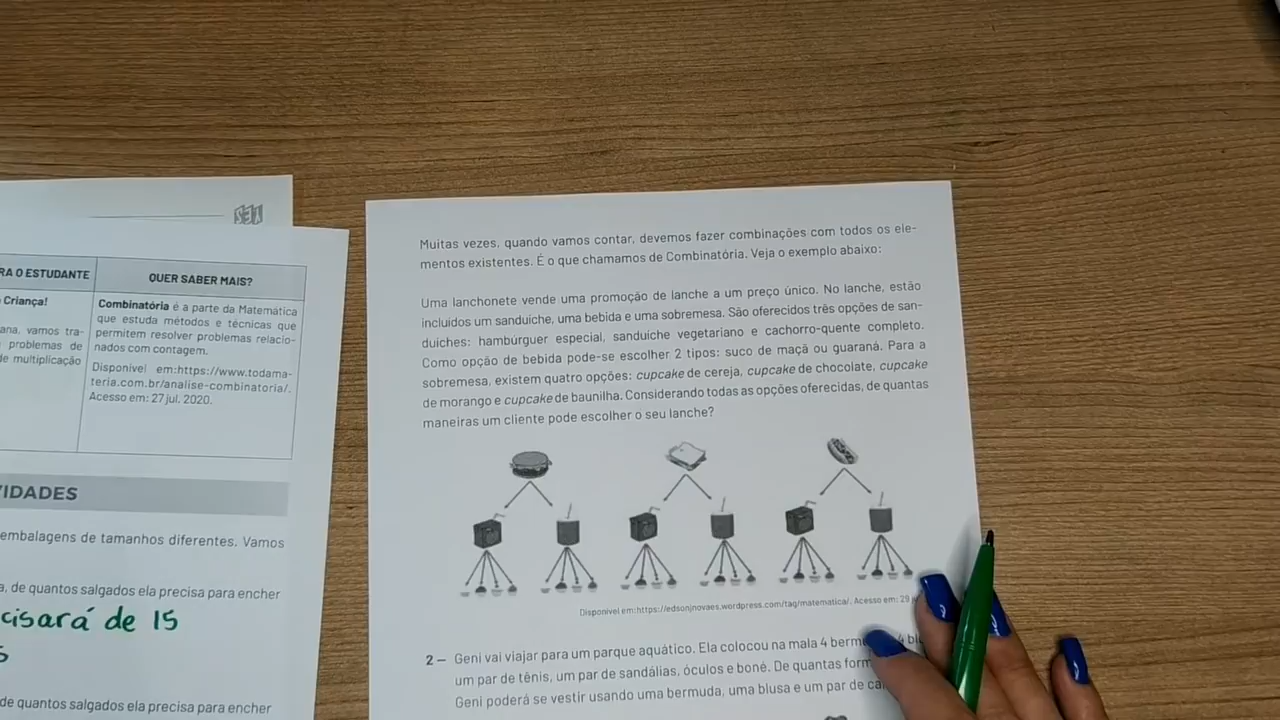 RA O ESTUDANTE
QUER SABER MAIS?
Criança!
ana, vamos tra-
problemas de
de multiplicação
Combinatória é a parte da Matemática
que estuda métodos e técnicas que
permitem resolver problemas relacio-
nados com contagem.
Disponível em:https://www.todama-
teria.com.br/analise-combinatoria/.
Acesso em: 27 jul. 2020.
IDADES
embalagens de tamanhos diferentes. Vamos
a, de quantos salgados ela precisa para encher
cisará de 15
de quantos salgados ela precisa para encher
Muitas vezes, quando vamos contar, devemos fazer combinações com todos os ele-
mentos existentes. É o que chamamos de Combinatória. Veja o exemplo abaixo:
Uma lanchonete vende uma promoção de lanche a um preço único. No lanche, estão
incluídos um sanduíche, uma bebida e uma sobremesa. São oferecidos três opções de san-
duíches: hambúrguer especial, sanduíche vegetariano e cachorro-quente completo.
Como opção de bebida pode-se escolher 2 tipos: suco de maçã ou guaraná. Para a
sobremesa, existem quatro opções: cupcake de cereja, cupcake de chocolate, cupcake
de morango e cupcake de baunilha. Considerando todas as opções oferecidas, de quantas
maneiras um cliente pode escolher o seu lanche?
Disponível em:https://edsonjnovaes.wordpress.com/tag/matematica/. Acesso em: 29
2 — Geni vai viajar para um parque aquático. Ela colocou na mala 4 berm 4 bl
um par de tênis, um par de sandálias, óculos e boné. De quantas form
Geni poderá se vestir usando uma bermuda, uma blusa e um par de ca